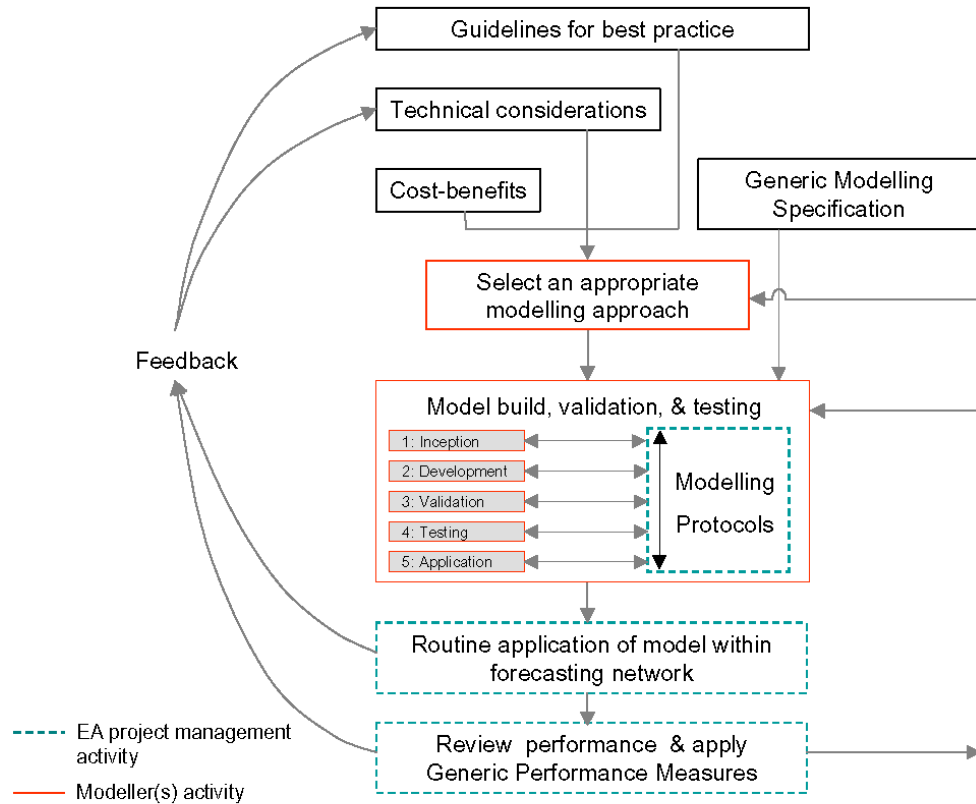 Guidelines for best practice
Technical considerations
Cost-benefits
Generic Modelling
Specification
Select an appropriate
modelling approach
Feedback
Model build, validation, & testing
1: Inception
2: Development
3: Validation
4: Testing
5: Application
Modelling
Protocols
Routine application of model within
forecasting network
Review performance & apply
Generic Performance Measures
EA project management
activity
Modeller(s) activity